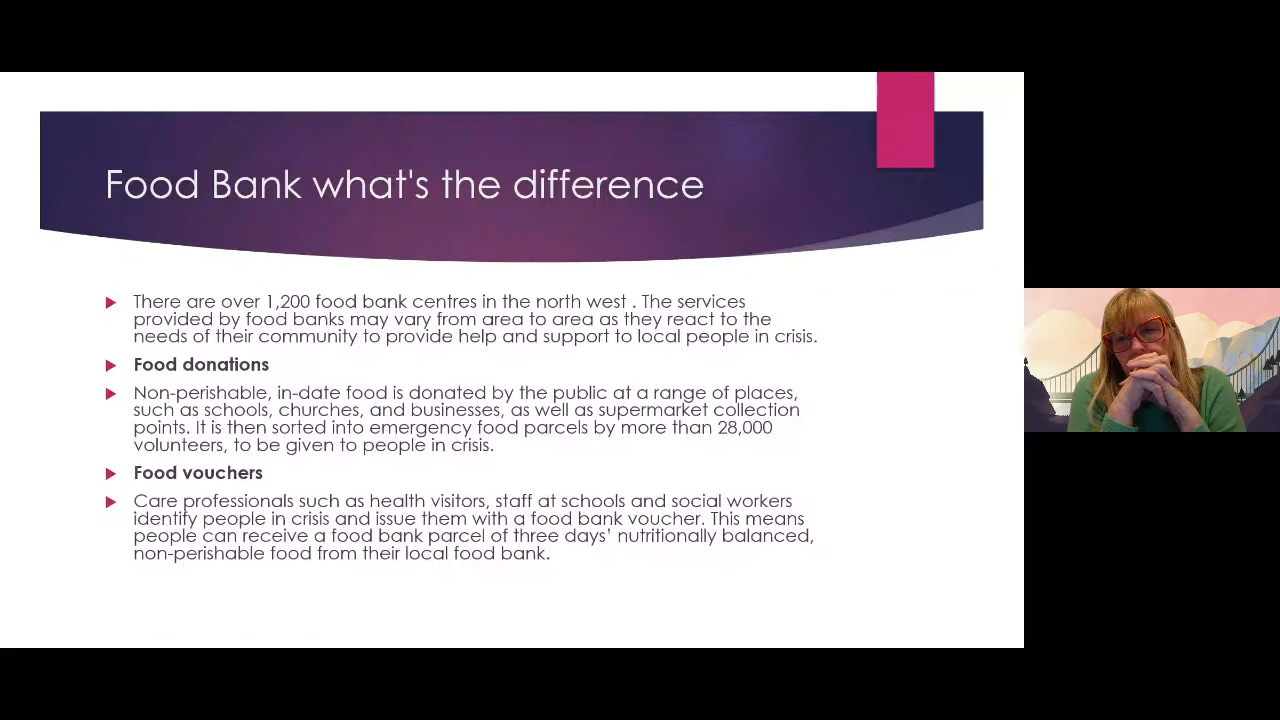 Food Bank what's the difference
There are over 1,200 food bank centres in the north west . The services
provided by food banks may vary from area to area as they react to the
needs of their community to provide help and support to local people in crisis.
Food donations
Non-perishable, in-date food is donated by the public at a range of places,
such as schools, churches, and businesses, as well as supermarket collection
points. It is then sorted into emergency food parcels by more than 28,000
volunteers, to be given to people in crisis.
Food vouchers
Care professionals such as health visitors, staff at schools and social workers
identify people in crisis and issue them with a food bank voucher. This means
people can receive a food bank parcel of three days’ nutritionally balanced,
non-perishable food from their local food bank.